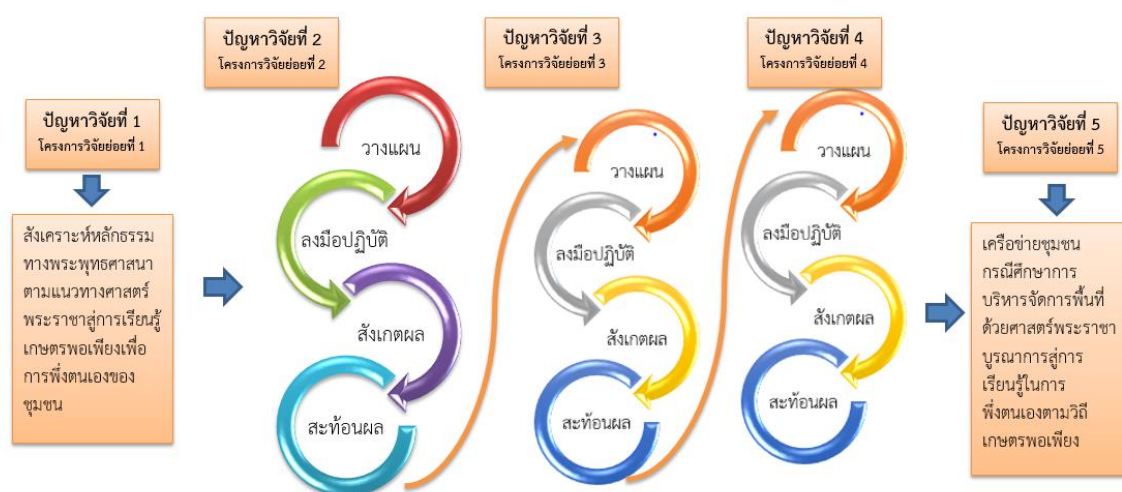 ปัญหาวิจัยที่ 1
โครงการวิจัยย่อยที่ 1
สังเคราะห์หลักธรรม
ทางพระพุทธศาสนา
ตามแนวทางศาสตร์
พระราชาสู่การเรียนรู้
เกษตรพอเพียงเพื่อ
การพึ่งตนเองของ
ชุมชน
ปัญหาวิจัยที่ 2
โครงการวิจัยย่อยที่ 2
วางแผน
ลงมือปฏิบัติ
สังเกตผล
สะท้อนผล
ปัญหาวิจัยที่ 3
โครงการวิจัยย่อยที่ 3
วางแผน
ลงมือปฏิบัติ
สังเกตผล
สะท้อนผล
ปัญหาวิจัยที่ 4
โครงการวิจัยย่อยที่ 4
วางแผน
ลงมือปฏิบัติ
สังเกตผล
สะท้อนผล
ปัญหาวิจัยที่ 5
โครงการวิจัยย่อยที่ 5
เครือข่ายชุมชน
กรณีศึกษาการ
บริหารจัดการพื้นที่
ด้วยศาสตร์พระราชา
บูรณาการสู่การ
เรียนรู้ในการ
พึ่งตนเองตามวิถี
เกษตรพอเพียง